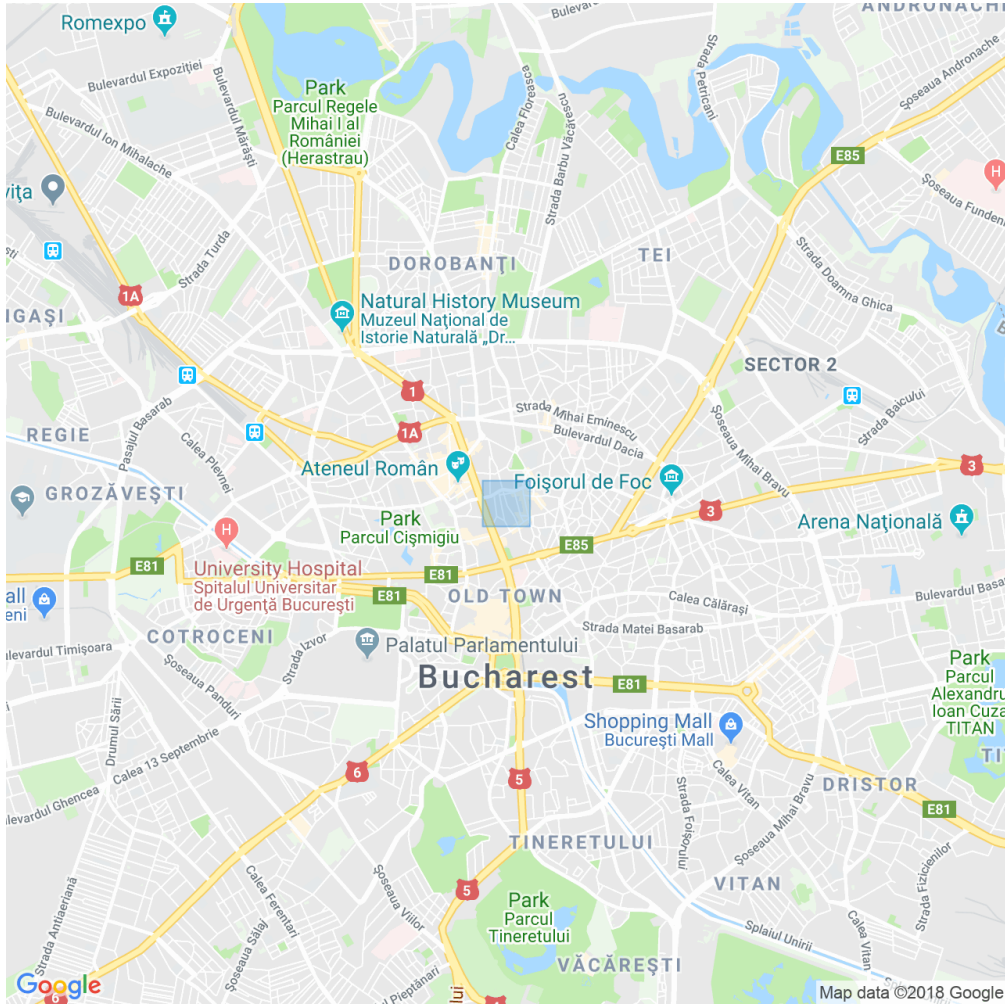 Romexpo
ANDRONACHE
Bulevardul Expoziției
Strada Petricani
Șoseaua Andronache
Park
Parcul Regele
Mihai I al
României
(Herastrau)
Calea Floreasca
Strada Barbu Văcărescu
Bulevardul Mărăști
Bulevardul Ion Mihalache
E85
H
Șoseaua Fundeni
vița
Strada Turda
DOROBANȚI
TEI
Strada Doamna Ghica
1A
IGAȘI
Natural History Museum
Muzeul Național de
Istorie Naturală „Dr...
SECTOR 2
1
Strada Mihai Eminescu
Bulevardul Dacia
Strada Baicului
Pasajul Basarab
REGIE
1A
Calea Plevnei
Șoseaua Mihai Bravu
Ateneul Român
Foișorul de Foc
3
GROZĂVEȘTI
3
Park
Parcul Cișmigiu
Arena Națională
H
E85
E81
University Hospital
Spitalul Universitar
de Urgență București
E81
E81
OLD TOWN
Calea Călărași
all
eni
COTROCENI
Strada Matei Basarab
Strada Izvor
Palatul Parlamentului
Șoseaua Panduri
Bucharest
E81
Park
Parcul
Alexandru
Ioan Cuza
TITAN
Drumul Sării
Shopping Mall
București Mall
Calea 13 Septembrie
6
5
Calea Vitan
DRISTOR
Strada Foișorului
Șoseaua Mihai Bravu
E81
TINERETULUI
VITAN
5
Park
Parcul
Tineretului
Calea Ferentari
Șoseaua Viilor
Strada Antiaeriană
Șoseaua Sălaj
Strada Fizicienilor
Calea Vitan
Splaiul Unirii
VĂCĂREȘTI
Google
6
Map data ©2018 Google